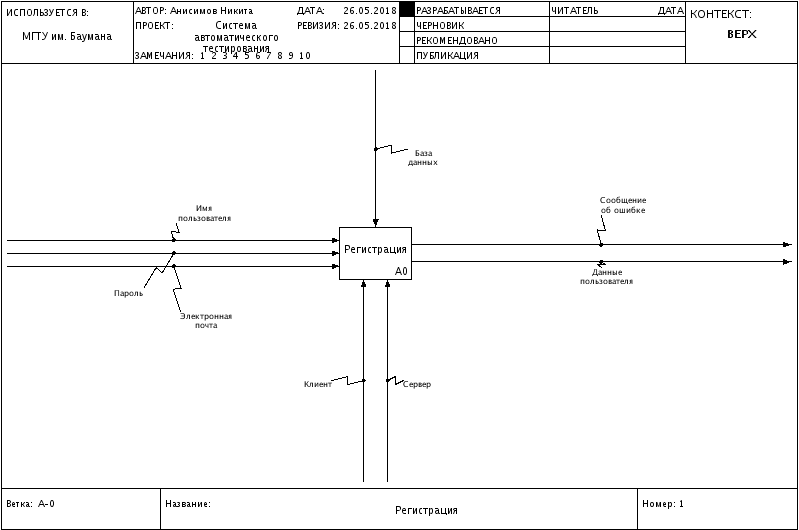 ИСПОЛЬЗУЕТСЯ В:
МГТУ им. Баумана
АВТОР: Анисимов Никита ДАТА: 26.05.2018
ПРОЕКТ: Система автоматического тестирования
РЕВИЗИЯ: 26.05.2018
ЗАМЕЧАНИЯ: 1 2 3 4 5 6 7 8 9 10
РАЗРАБАТЫВАЕТСЯ
ЧЕРНОВИК
РЕКОМЕНДОВАНО
ПУБЛИКАЦИЯ
ЧИТАТЕЛЬ ДАТА
КОНТЕКСТ:
ВЕРХ
База
данных
Имя
пользователя
Сообщение
об ошибке
Регистрация
A0
Пароль
Данные
пользователя
Электронная
почта
Клиент
Сервер
Ветка: A-0
Название:
Регистрация
Номер: 1